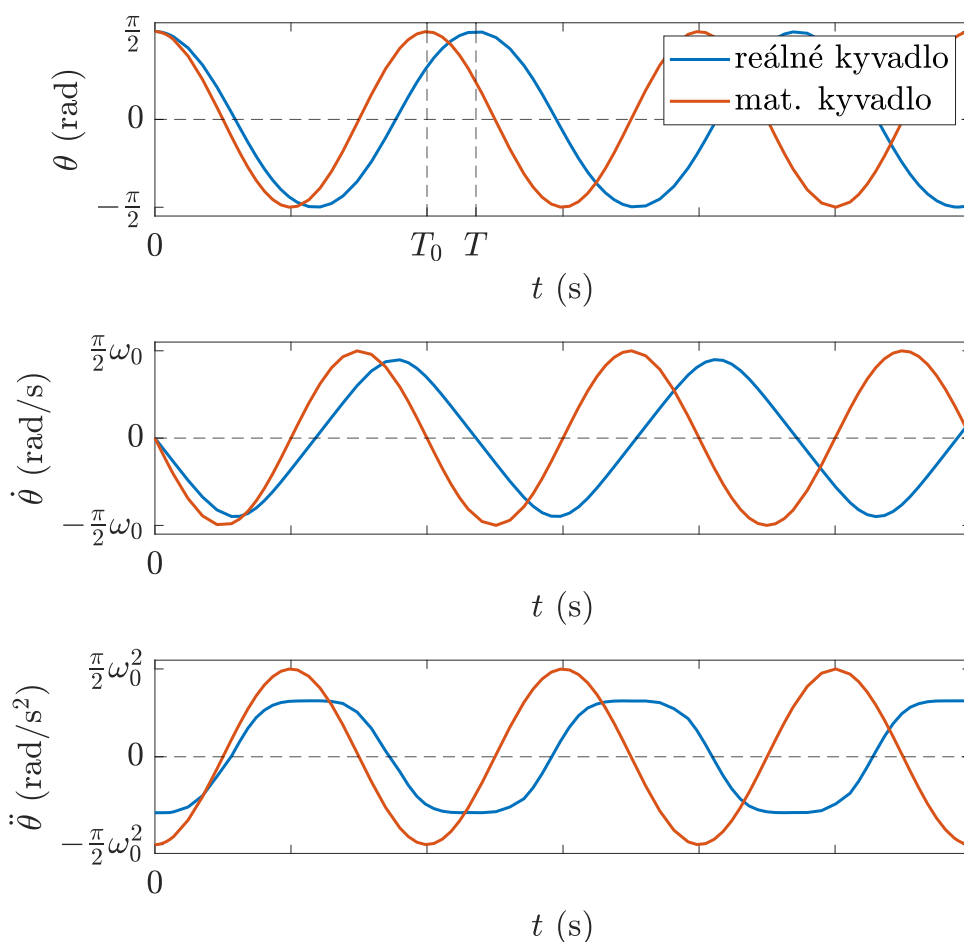 π/2
0
−π/2
θ (rad)
reálné kyvadlo
mat. kyvadlo
0
T₀
T
t (s)
π/2 ω₀
0
−π/2 ω₀
θ̇ (rad/s)
0
t (s)
π/2 ω₀²
0
−π/2 ω₀²
θ̈ (rad/s²)
0
t (s)